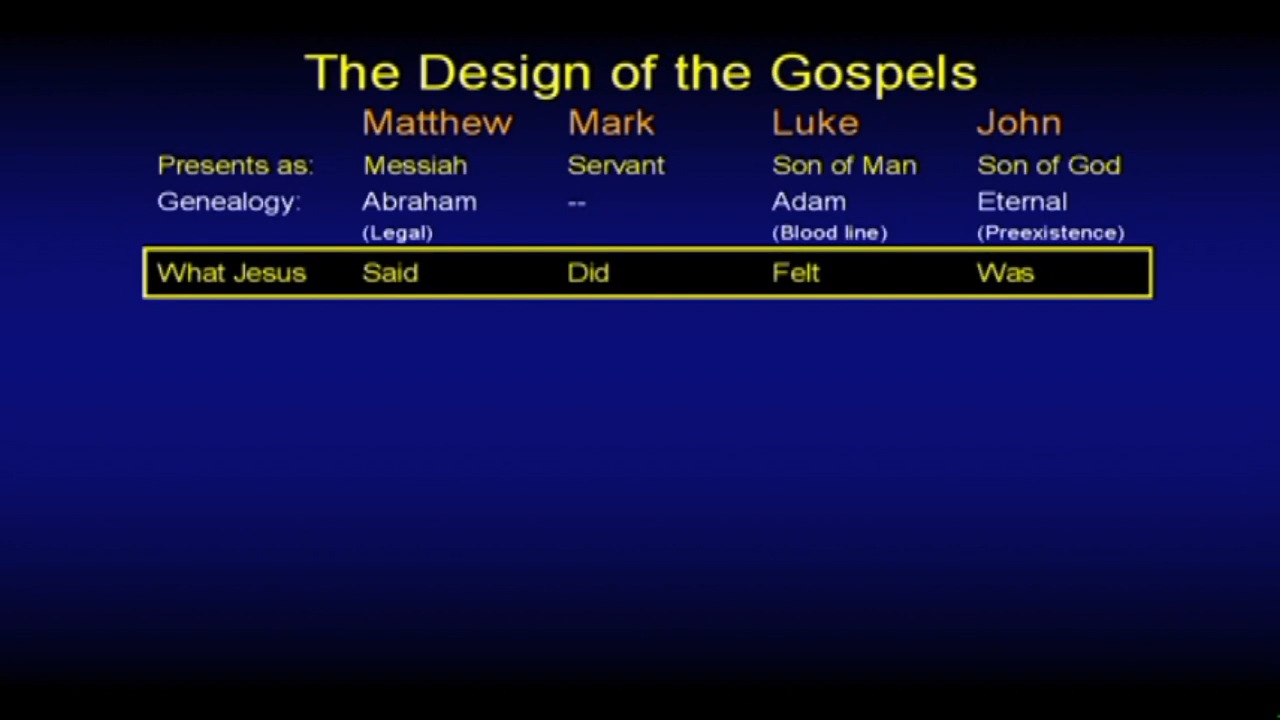 The Design of the Gospels
Matthew Mark Luke John
Presents as: Messiah Servant Son of Man Son of God
Genealogy: Abraham -- Adam Eternal
(Legal) (Blood line) (Preexistence)
What Jesus Said Did Felt Was